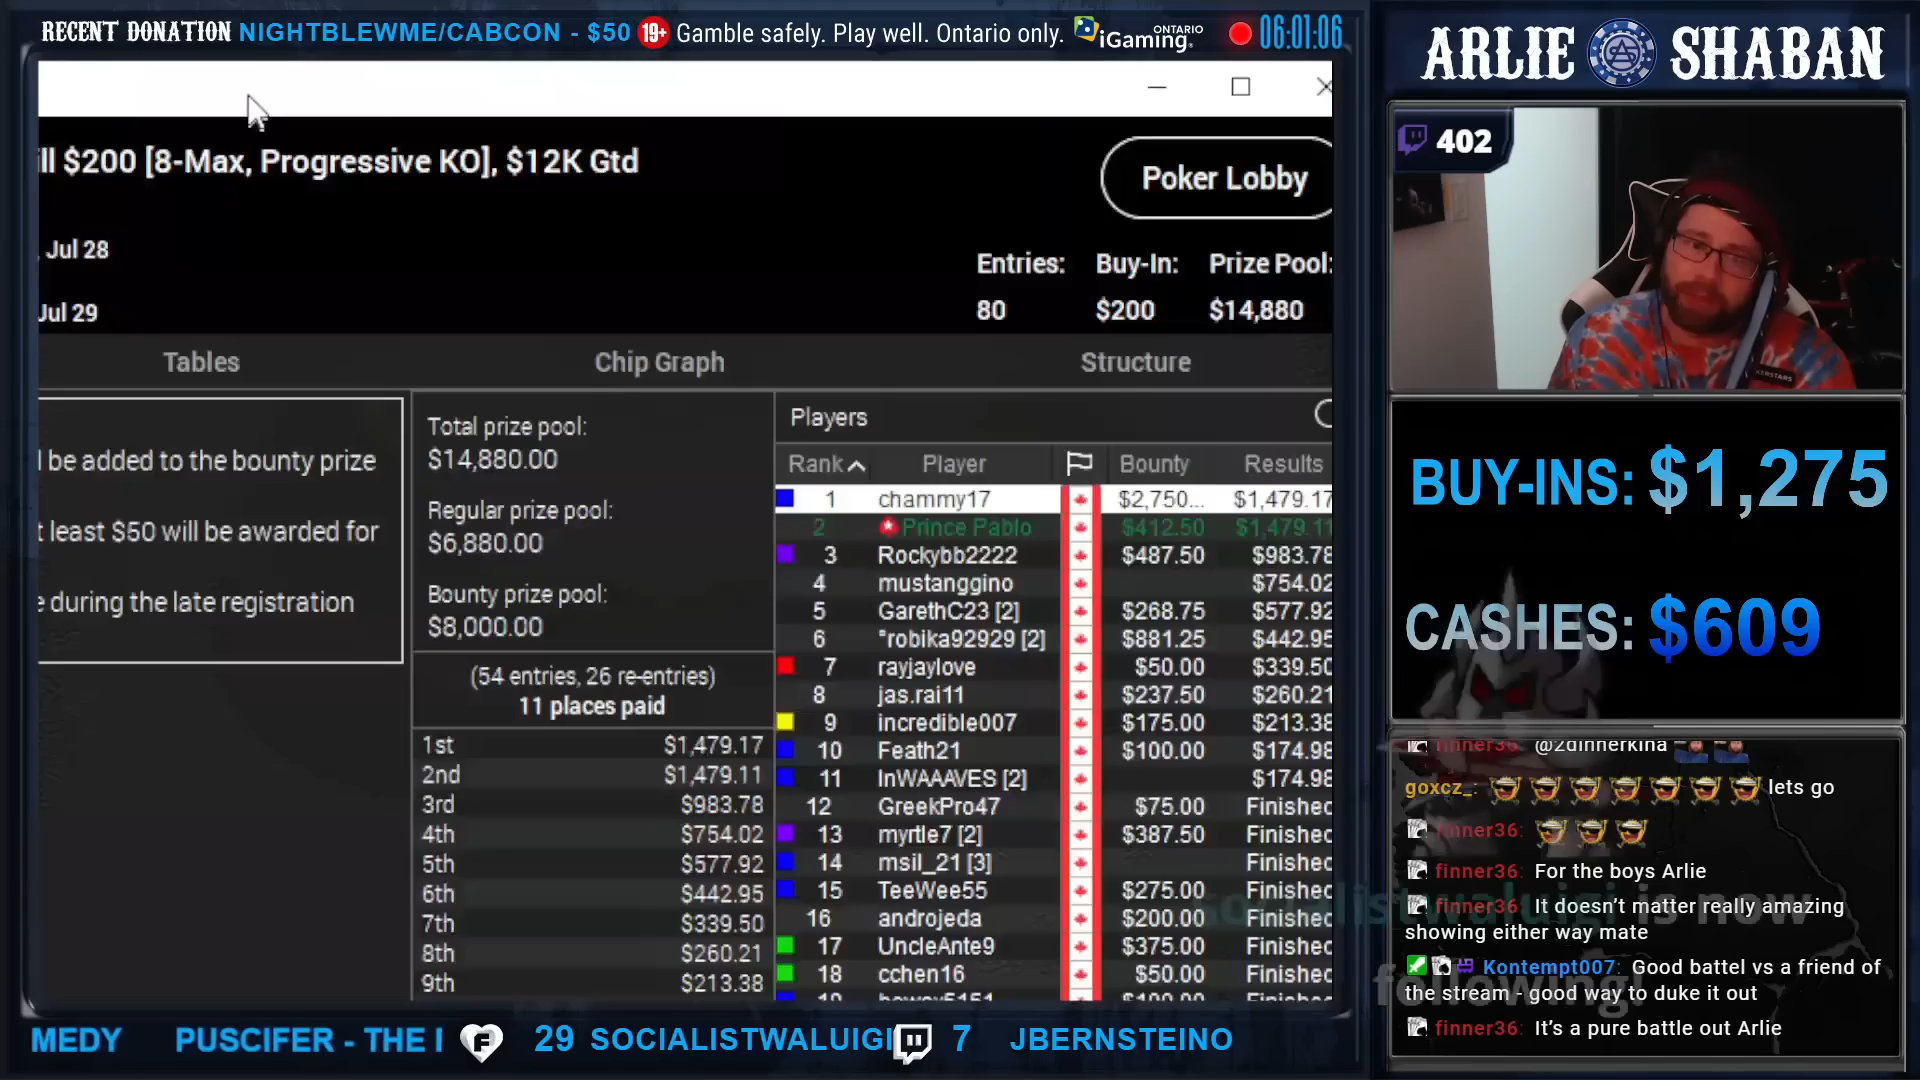 RECENT DONATION NIGHTBLEWME/CABCON - $50 19+ Gamble safely. Play well. Ontario only. iGaming ONTARIO 06:01:06
ARLIE SHABAN
402
ill $200 [8-Max, Progressive KO], $12K Gtd
Poker Lobby
, Jul 28
Jul 29
Entries: Buy-In: Prize Pool:
80 $200 $14,880
Tables Chip Graph Structure
be added to the bounty prize
t least $50 will be awarded for
e during the late registration
Total prize pool:
$14,880.00
Regular prize pool:
$6,880.00
Bounty prize pool:
$8,000.00
(54 entries, 26 re-entries)
11 places paid
1st $1,479.17
2nd $1,479.11
3rd $983.78
4th $754.02
5th $577.92
6th $442.95
7th $339.50
8th $260.21
9th $213.38
Players
Rank Player Bounty Results
1 chammy17 $2,750... $1,479.17
2 Prince Pablo $412.50 $1,479.11
3 Rockybb2222 $487.50 $983.78
4 mustanggino $754.02
5 GarethC23 [2] $268.75 $577.92
6 °robika92929 [2] $881.25 $442.95
7 rayjaylove $50.00 $339.50
8 jas.rai11 $237.50 $260.21
9 incredible007 $175.00 $213.38
10 Feath21 $100.00 $174.98
11 InWAAAVES [2] $174.98
12 GreekPro47 $75.00 Finished
13 myrtle7 [2] $387.50 Finished
14 msil_21 [3] Finished
15 TeeWee55 $275.00 Finished
16 androjeda $200.00 Finished
17 UncleAnte9 $375.00 Finished
18 cchen16 $50.00 Finished
BUY-INS: $1,275
CASHES: $609
finner36: @2dinnerkina
goxcz_: lets go
finner36:
finner36: For the boys Arlie
finner36: It doesn't matter really amazing
showing either way mate
Kontempt007: Good battel vs a friend of
the stream - good way to duke it out
finner36: It's a pure battle out Arlie
socialistwaluigi is now
following!
MEDY PUSCIFER - THE 29 SOCIALISTWALUIGI 7 JBERNSTEINO